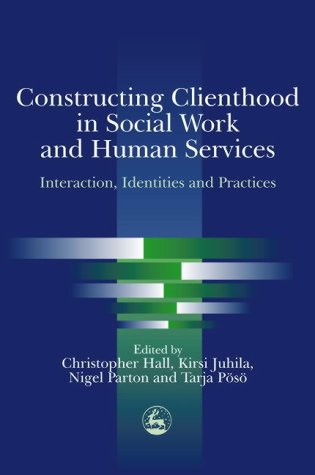 Constructing Clienthood
in Social Work
and Human Services
Interaction, Identities and Practices
Edited by
Christopher Hall, Kirsi Juhila,
Nigel Parton and Tarja Pösö